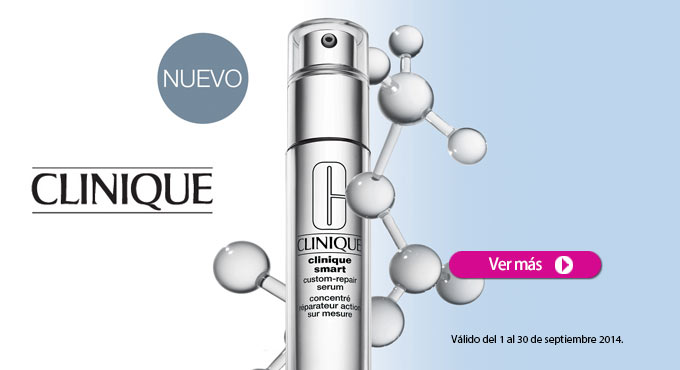 NUEVO
CLINIQUE
C
CLINIQUE
clinique
smart
custom-repair
serum
concentré
réparateur action
sur mesure
Ver más
Válido del 1 al 30 de septiembre 2014.